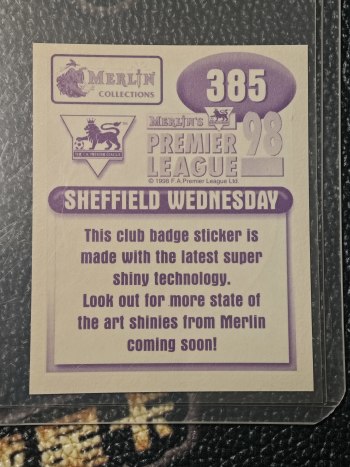 MERLIN
COLLECTIONS
385
MERLIN'S
PREMIER
LEAGUE
98
© 1998 F.A. Premier League Ltd.
SHEFFIELD WEDNESDAY
This club badge sticker is
made with the latest super
shiny technology.
Look out for more state of
the art shinies from Merlin
coming soon!